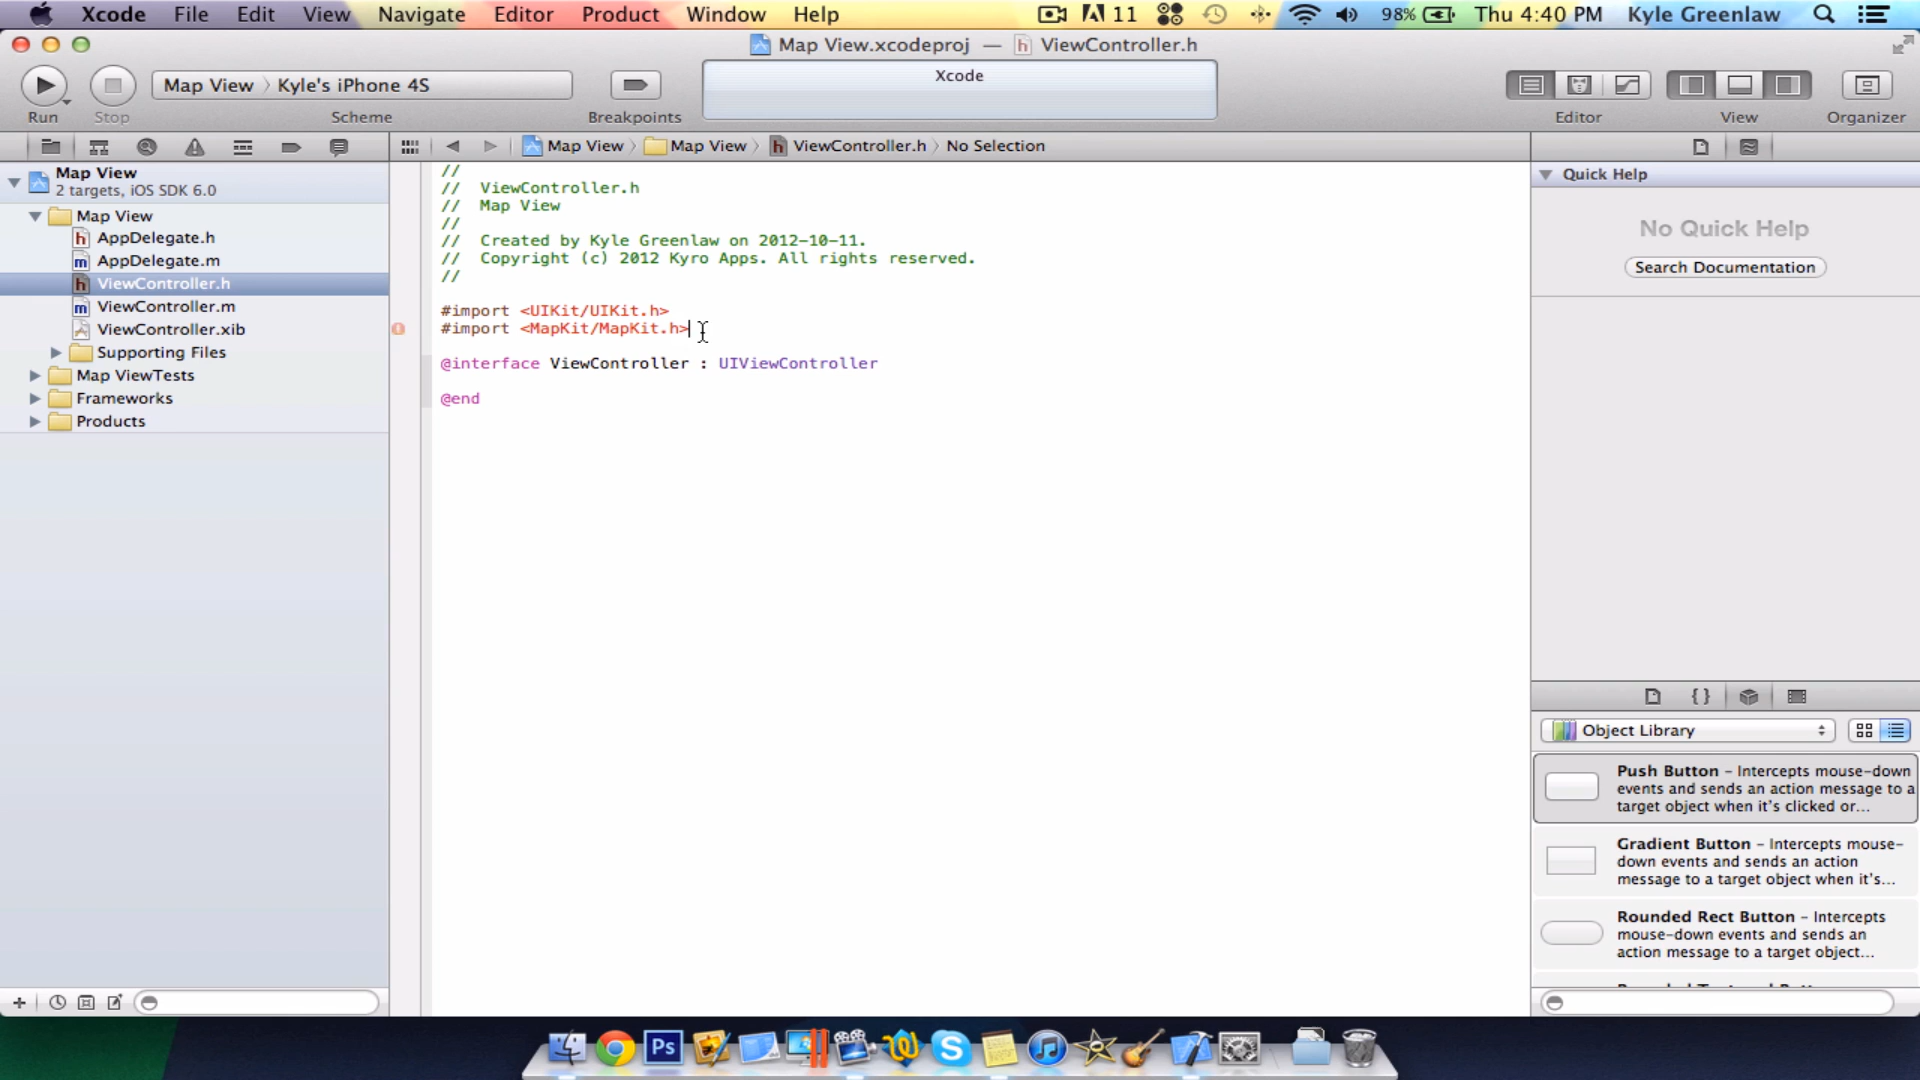 Xcode File Edit View Navigate Editor Product Window Help 11 98% Thu 4:40 PM Kyle Greenlaw
Map View.xcodeproj — ViewController.h
Map View Kyle's iPhone 4S
Xcode
Run Stop Scheme Breakpoints Editor View Organizer
Map View Map View ViewController.h No Selection
Map View
2 targets, iOS SDK 6.0
Map View
AppDelegate.h
AppDelegate.m
ViewController.h
ViewController.m
ViewController.xib
Supporting Files
Map ViewTests
Frameworks
Products
//
// ViewController.h
// Map View
//
// Created by Kyle Greenlaw on 2012-10-11.
// Copyright (c) 2012 Kyro Apps. All rights reserved.
//
#import <UIKit/UIKit.h>
#import <MapKit/MapKit.h>
@interface ViewController : UIViewController
@end
Quick Help
No Quick Help
Search Documentation
{ }
Object Library
Push Button – Intercepts mouse-down
events and sends an action message to a
target object when it's clicked or...
Gradient Button – Intercepts mouse-
down events and sends an action
message to a target object when it's...
Rounded Rect Button – Intercepts
mouse-down events and sends an
action message to a target object...
Ps